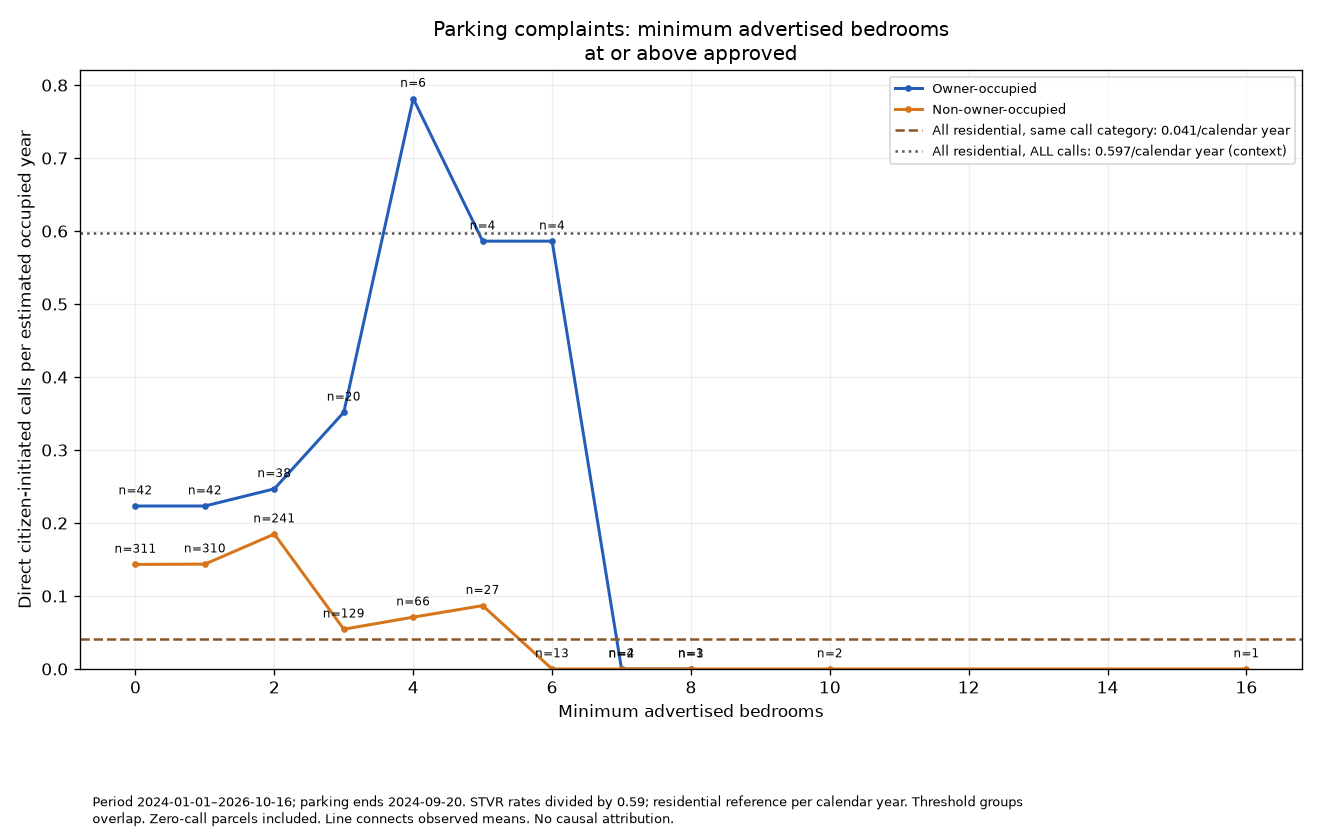 Parking complaints: minimum advertised bedrooms
at or above approved
Owner-occupied
Non-owner-occupied
All residential, same call category: 0.041/calendar year
All residential, ALL calls: 0.597/calendar year (context)
Direct citizen-initiated calls per estimated occupied year
0.8
0.7
0.6
0.5
0.4
0.3
0.2
0.1
0.0
n=6
n=4
n=4
n=20
n=38
n=42
n=42
n=241
n=311
n=310
n=129
n=66
n=27
n=13
n=2
n=1
0
2
4
6
8
10
12
14
16
Minimum advertised bedrooms
Period 2024-01-01–2026-10-16; parking ends 2024-09-20. STVR rates divided by 0.59; residential reference per calendar year. Threshold groups
overlap. Zero-call parcels included. Line connects observed means. No causal attribution.